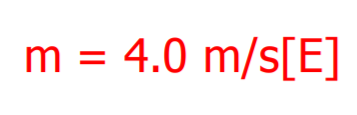 m = 4.0 m/s[E]